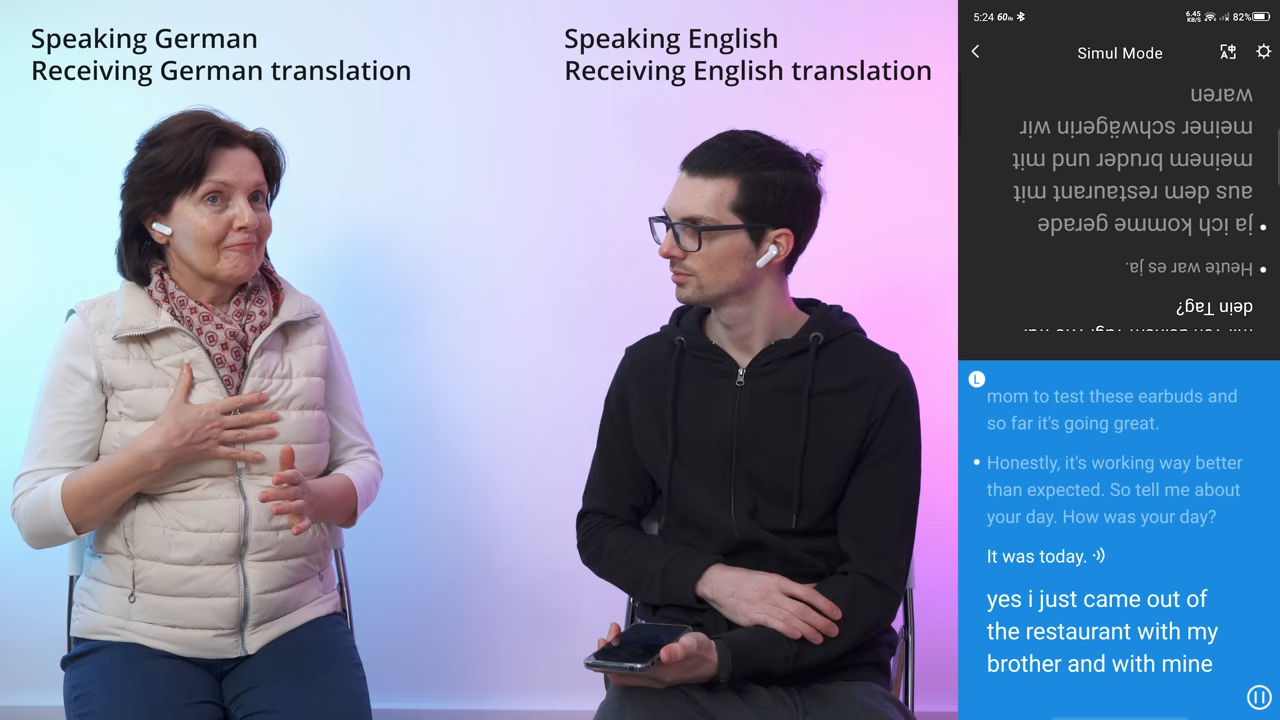 Speaking German
Receiving German translation
Speaking English
Receiving English translation
5:24 60Hz 6.45 KB/S 82%
Simul Mode
dein Tag?
Heute war es ja.
ja ich komme gerade
aus dem restaurant mit
meinem bruder und mit
meiner schwägerin wir
waren
L
mom to test these earbuds and
so far it's going great.
Honestly, it's working way better
than expected. So tell me about
your day. How was your day?
It was today.
yes i just came out of
the restaurant with my
brother and with mine